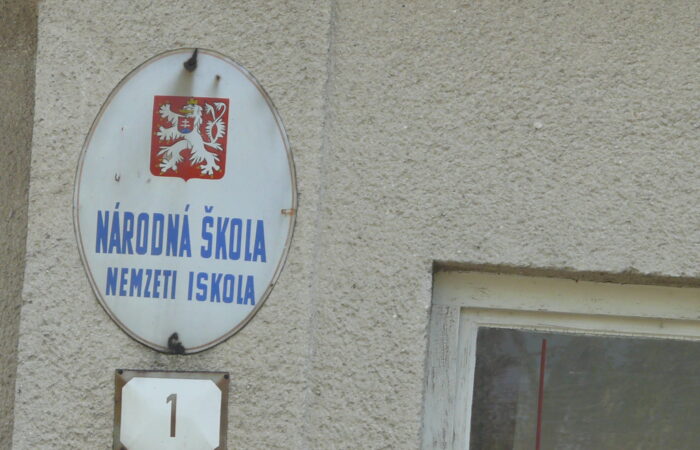 NÁRODNÁ ŠKOLA
NEMZETI ISKOLA
1